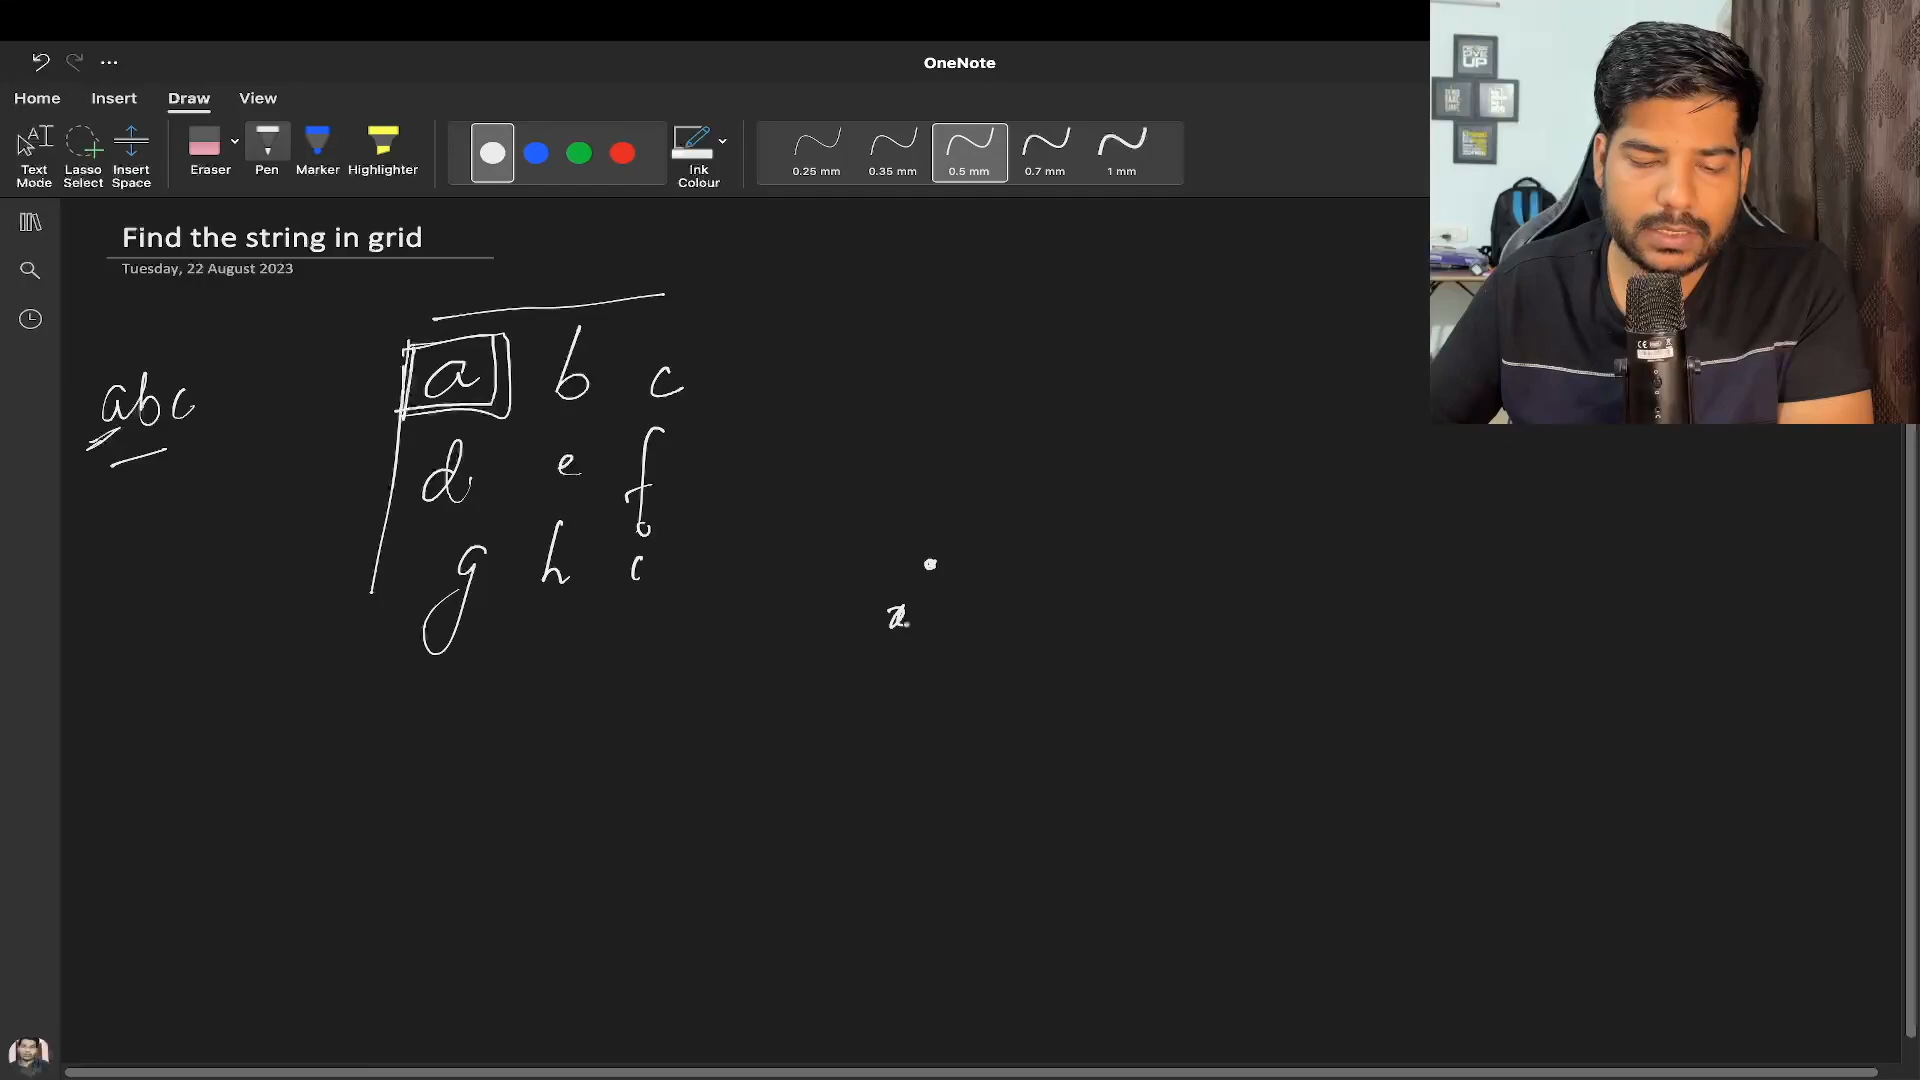 OneNote
Home Insert Draw View
Text Mode
Lasso Select
Insert Space
Eraser
Pen
Marker
Highlighter
Ink Colour
0.25 mm
0.35 mm
0.5 mm
0.7 mm
1 mm
Find the string in grid
Tuesday, 22 August 2023
abc
a b c
d e f
g h i